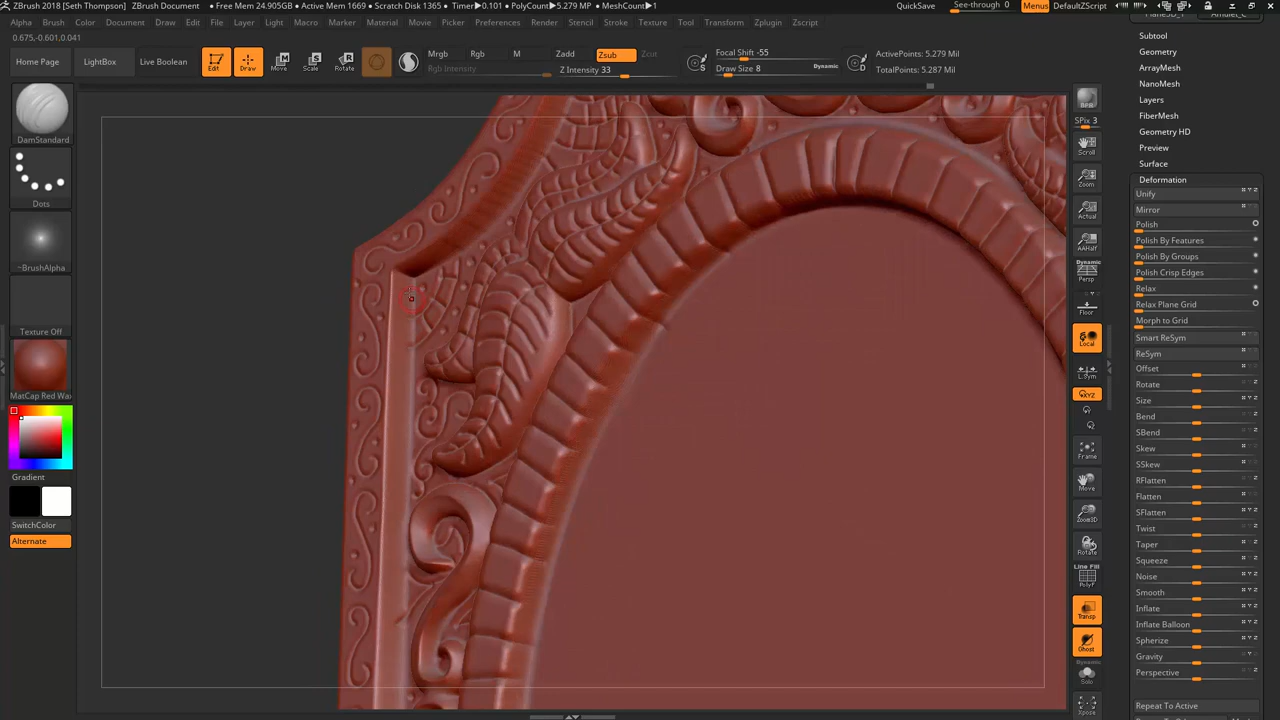 ZBrush 2018 [Seth Thompson] ZBrush Document • Free Mem 24.905GB • Active Mem 1669 • Scratch Disk 1365 • Timer▶0.101 • PolyCount▶5.279 MP • MeshCount▶1 QuickSave See-through 0 Menus DefaultZScript
Alpha Brush Color Document Draw Edit File Layer Light Macro Marker Material Movie Picker Preferences Render Stencil Stroke Texture Tool Transform Zplugin Zscript
0.675,-0.601,0.041
Home Page LightBox Live Boolean Edit Draw Move Scale Rotate
Mrgb Rgb M Zadd Zsub Zcut
Rgb Intensity Z Intensity 33
Focal Shift -55
Draw Size 8 Dynamic
ActivePoints: 5.279 Mil
TotalPoints: 5.287 Mil
DamStandard
Dots
~BrushAlpha
Texture Off
MatCap Red Wax
Gradient
SwitchColor
Alternate
BPR
SPix 3
Scroll
Zoom
Actual
AAHalf
Dynamic
Persp
Floor
Local
L.Sym
XYZ
Frame
Move
Zoom3D
Rotate
Line Fill
PolyF
Transp
Ghost
Dynamic
Solo
Xpose
Subtool
Geometry
ArrayMesh
NanoMesh
Layers
FiberMesh
Geometry HD
Preview
Surface
Deformation
Unify
Mirror
Polish
Polish By Features
Polish By Groups
Polish Crisp Edges
Relax
Relax Plane Grid
Morph to Grid
Smart ReSym
ReSym
Offset
Rotate
Size
Bend
SBend
Skew
SSkew
RFlatten
Flatten
SFlatten
Twist
Taper
Squeeze
Noise
Smooth
Inflate
Inflate Balloon
Spherize
Gravity
Perspective
Repeat To Active